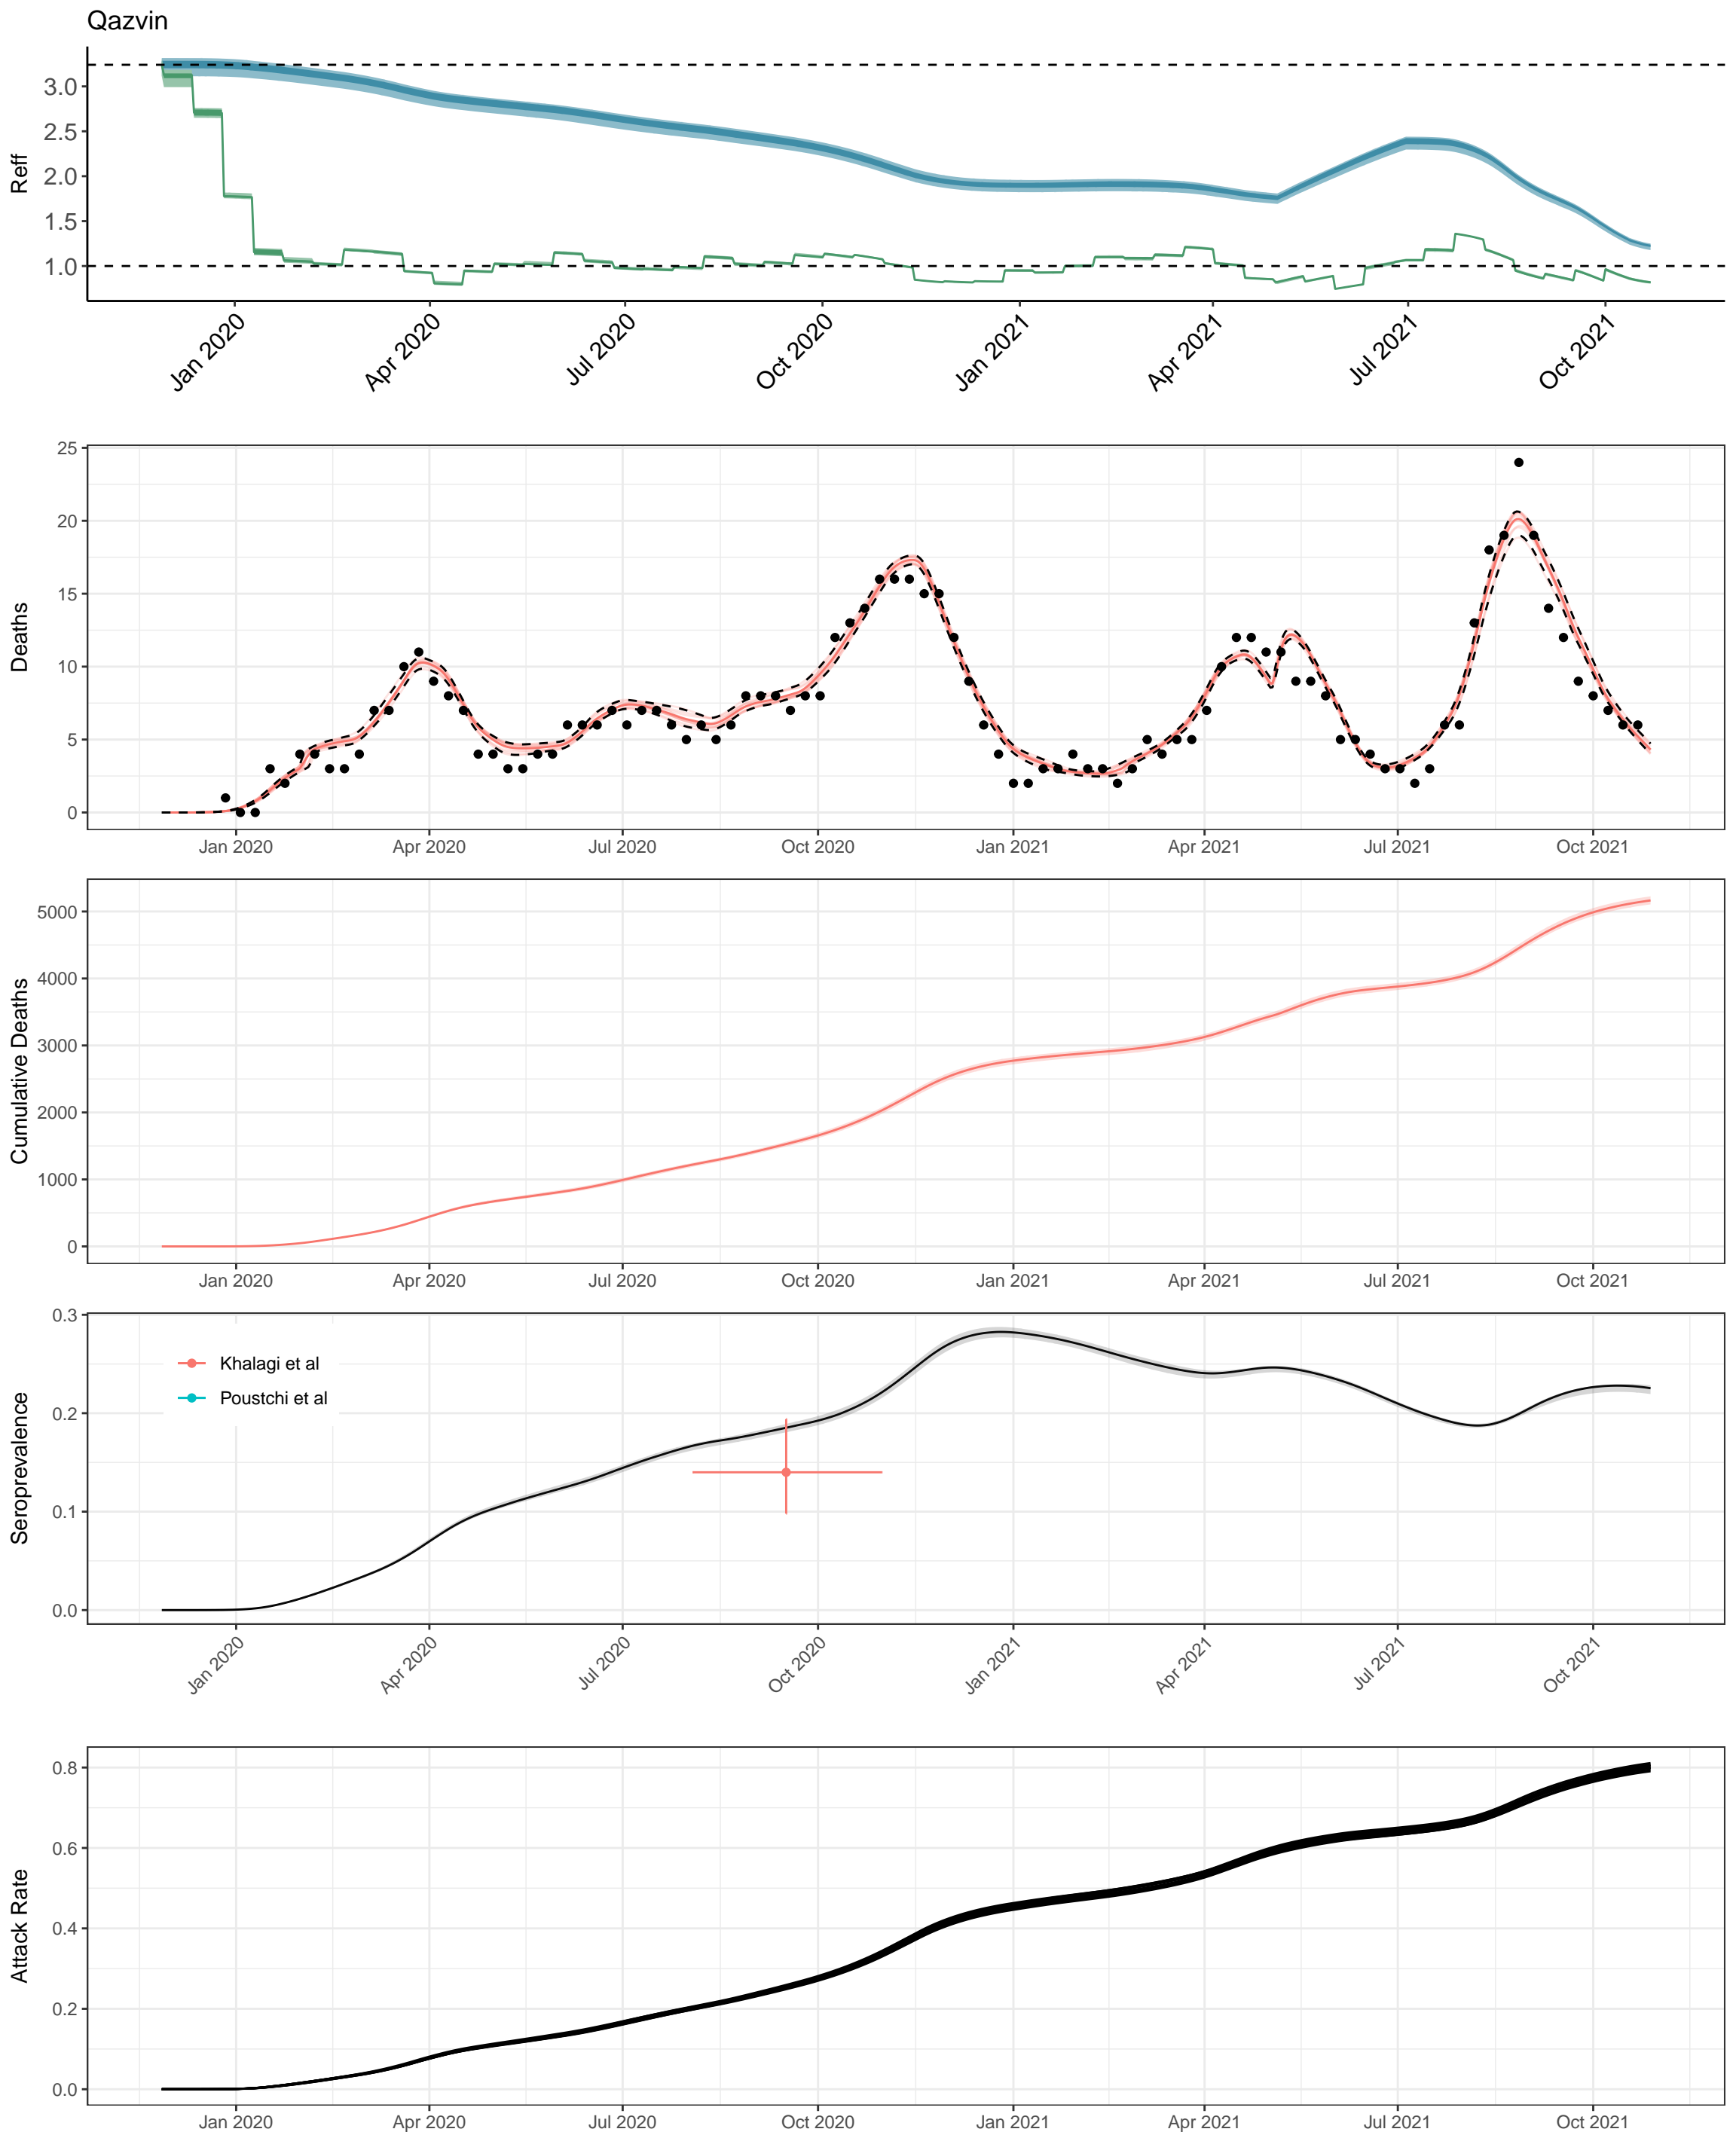 Qazvin
Reff
3.0
2.5
2.0
1.5
1.0
Jan 2020 Apr 2020 Jul 2020 Oct 2020 Jan 2021 Apr 2021 Jul 2021 Oct 2021
Deaths
25
20
15
10
5
0
Jan 2020 Apr 2020 Jul 2020 Oct 2020 Jan 2021 Apr 2021 Jul 2021 Oct 2021
Cumulative Deaths
5000
4000
3000
2000
1000
0
Jan 2020 Apr 2020 Jul 2020 Oct 2020 Jan 2021 Apr 2021 Jul 2021 Oct 2021
Seroprevalence
0.3
0.2
0.1
0.0
Khalagi et al
Poustchi et al
Jan 2020 Apr 2020 Jul 2020 Oct 2020 Jan 2021 Apr 2021 Jul 2021 Oct 2021
Attack Rate
0.8
0.6
0.4
0.2
0.0
Jan 2020 Apr 2020 Jul 2020 Oct 2020 Jan 2021 Apr 2021 Jul 2021 Oct 2021